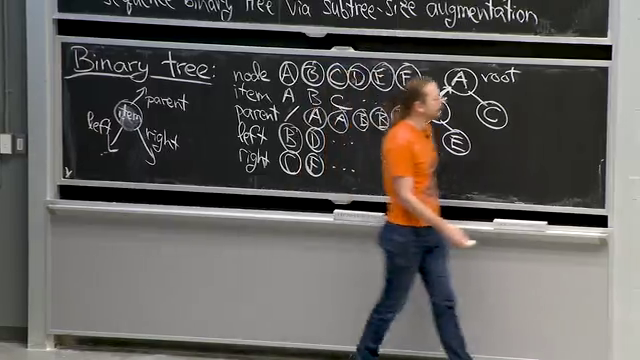 sequence binary tree via subtree-size augmentation
Binary tree:
item
left
parent
right
node A B C D E F
item A B C ...
parent / A A B B
left B D ...
right C E ...
A root
C
E